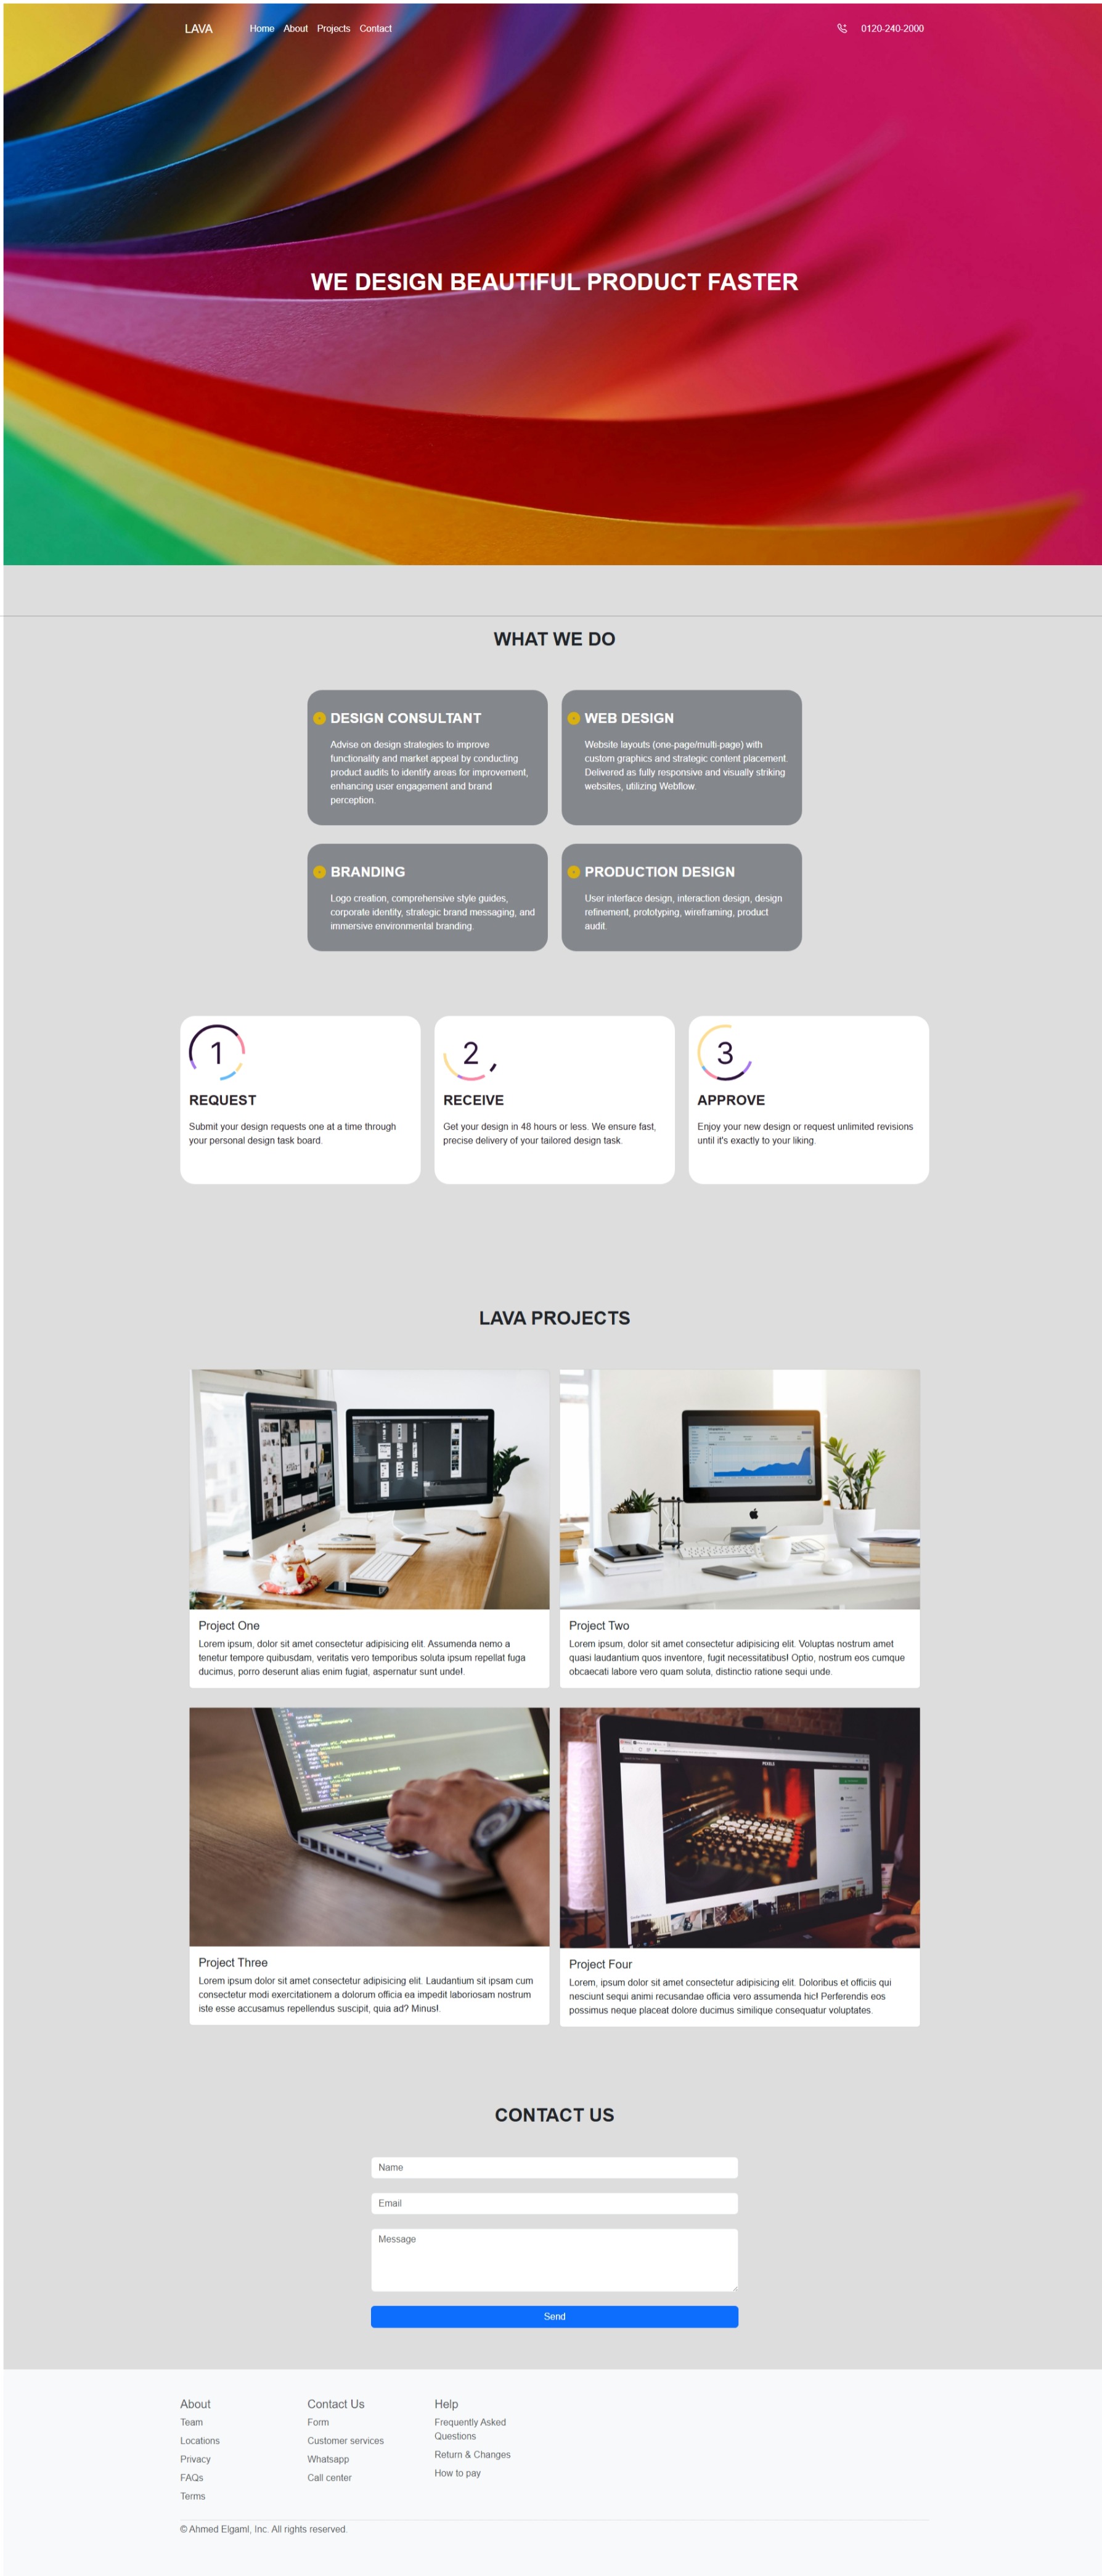 LAVA
Home About Projects Contact
0120-240-2000
WE DESIGN BEAUTIFUL PRODUCT FASTER
WHAT WE DO
DESIGN CONSULTANT
Advise on design strategies to improve
functionality and market appeal by conducting
product audits to identify areas for improvement,
enhancing user engagement and brand
perception.
WEB DESIGN
Website layouts (one-page/multi-page) with
custom graphics and strategic content placement.
Delivered as fully responsive and visually striking
websites, utilizing Webflow.
BRANDING
Logo creation, comprehensive style guides,
corporate identity, strategic brand messaging, and
immersive environmental branding.
PRODUCTION DESIGN
User interface design, interaction design, design
refinement, prototyping, wireframing, product
audit.
1
REQUEST
Submit your design requests one at a time through
your personal design task board.
2
RECEIVE
Get your design in 48 hours or less. We ensure fast,
precise delivery of your tailored design task.
3
APPROVE
Enjoy your new design or request unlimited revisions
until it's exactly to your liking.
LAVA PROJECTS
Project One
Lorem ipsum, dolor sit amet consectetur adipisicing elit. Assumenda nemo a
tenetur tempore quibusdam, veritatis vero temporibus soluta ipsum repellat fuga
ducimus, porro deserunt alias enim fugiat, aspernatur sunt unde!.
Project Two
Lorem ipsum, dolor sit amet consectetur adipisicing elit. Voluptas nostrum amet
quasi laudantium quos inventore, fugit necessitatibus! Optio, nostrum eos cumque
obcaecati labore vero quam soluta, distinctio ratione sequi unde.
Project Three
Lorem ipsum dolor sit amet consectetur adipisicing elit. Laudantium sit ipsam cum
consectetur modi exercitationem a dolorum officia ea impedit laboriosam nostrum
iste esse accusamus repellendus suscipit, quia ad? Minus!.
Project Four
Lorem, ipsum dolor sit amet consectetur adipisicing elit. Doloribus et officiis qui
nesciunt sequi animi recusandae officia vero assumenda hic! Perferendis eos
possimus neque placeat dolore ducimus similique consequatur voluptates.
CONTACT US
Name
Email
Message
Send
About
Team
Locations
Privacy
FAQs
Terms
Contact Us
Form
Customer services
Whatsapp
Call center
Help
Frequently Asked
Questions
Return & Changes
How to pay
© Ahmed Elgaml, Inc. All rights reserved.